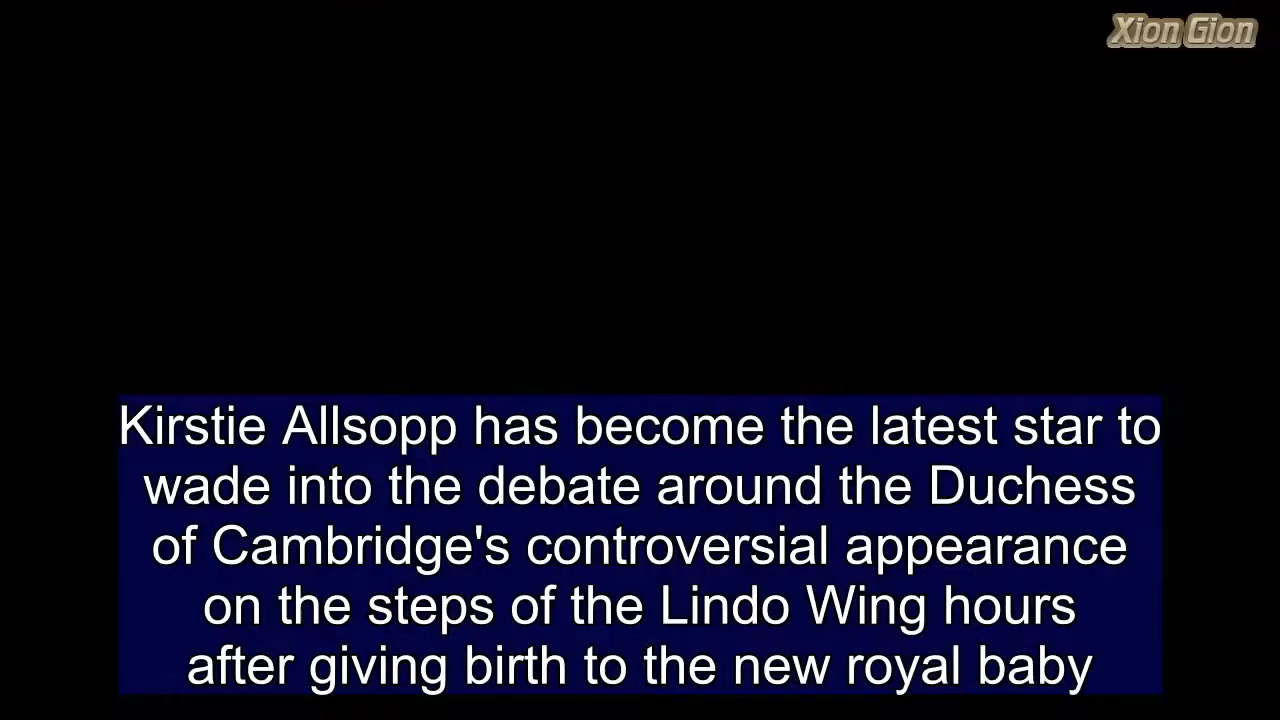 Xion Gion
Kirstie Allsopp has become the latest star to
wade into the debate around the Duchess
of Cambridge's controversial appearance
on the steps of the Lindo Wing hours
after giving birth to the new royal baby